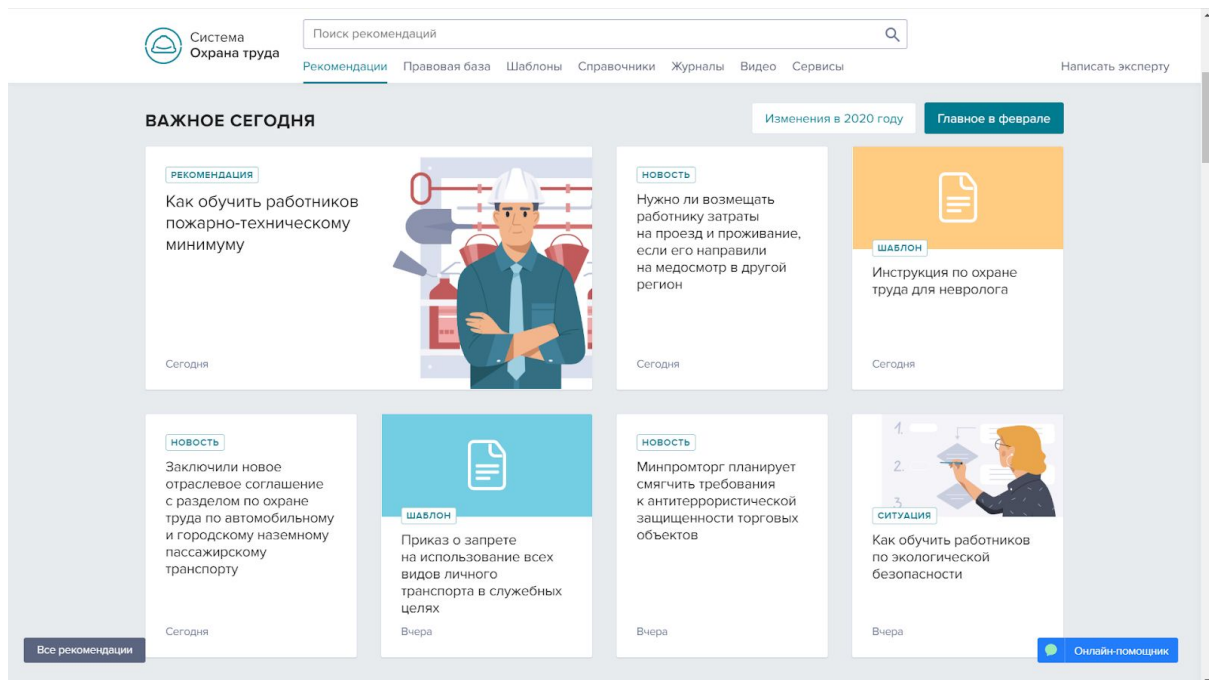 Система
Охрана труда
Поиск рекомендаций
Рекомендации Правовая база Шаблоны Справочники Журналы Видео Сервисы
Написать эксперту
ВАЖНОЕ СЕГОДНЯ
Изменения в 2020 году
Главное в феврале
РЕКОМЕНДАЦИЯ
Как обучить работников
пожарно-техническому
минимуму
Сегодня
НОВОСТЬ
Нужно ли возмещать
работнику затраты
на проезд и проживание,
если его направили
на медосмотр в другой
регион
Сегодня
ШАБЛОН
Инструкция по охране
труда для невролога
Сегодня
НОВОСТЬ
Заключили новое
отраслевое соглашение
с разделом по охране
труда по автомобильному
и городскому наземному
пассажирскому
транспорту
Сегодня
ШАБЛОН
Приказ о запрете
на использование всех
видов личного
транспорта в служебных
целях
Вчера
НОВОСТЬ
Минпромторг планирует
смягчить требования
к антитеррористической
защищенности торговых
объектов
Вчера
1.
2.
3.
СИТУАЦИЯ
Как обучить работников
по экологической
безопасности
Вчера
Все рекомендации
Онлайн-помощник